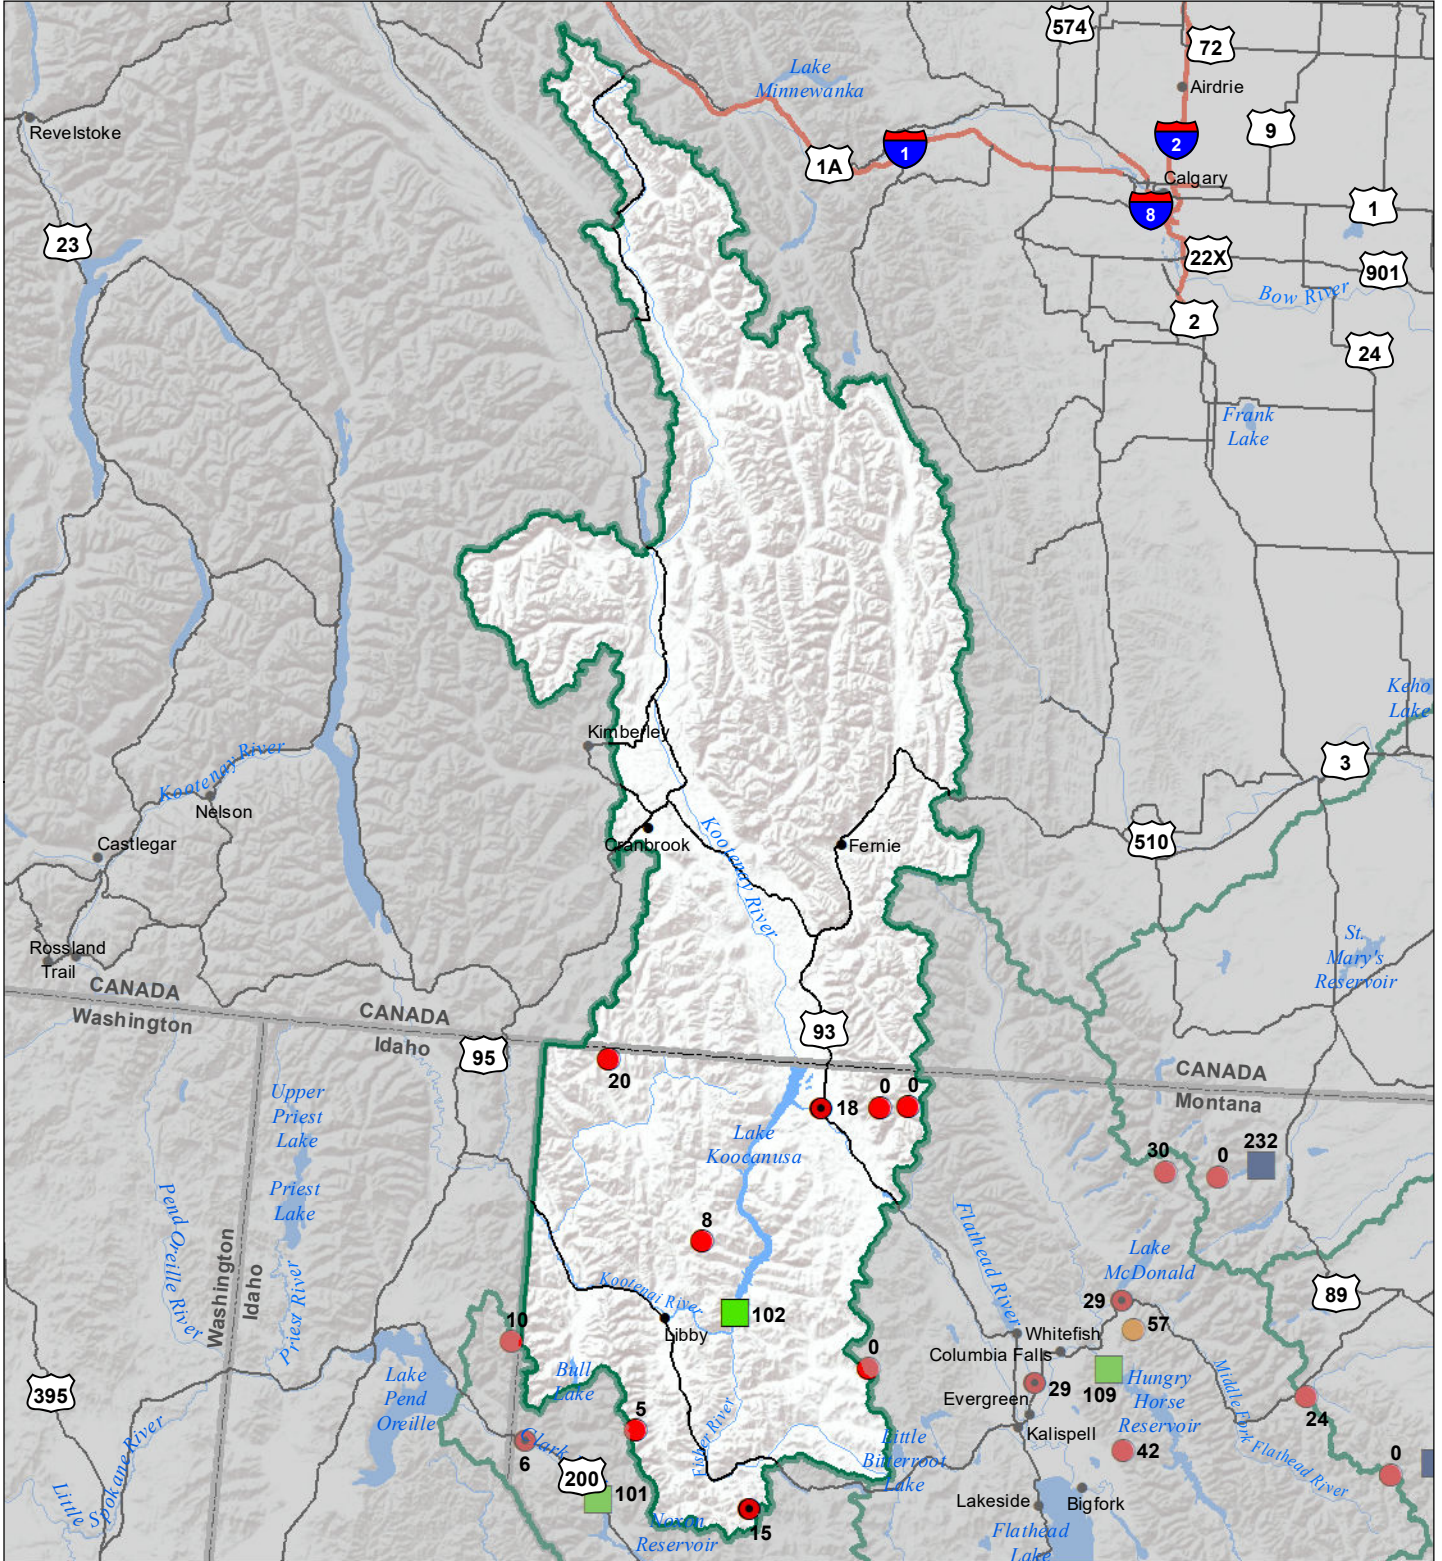 574
72
Airdrie
Lake
Minnewanka
Revelstoke
9
2
1
1A
Calgary
8
1
23
22X
901
Bow River
2
24
Frank
Lake
Keho
Lake
Kimberley
3
Kootenay River
Nelson
Castlegar
Cranbrook
Kootenay River
Fernie
510
Rossland
Trail
St.
Mary's
Reservoir
CANADA
Washington
CANADA
Idaho
95
93
CANADA
Montana
20
0
0
18
Upper
Priest
Lake
Lake
Koocanusa
30
0
232
Priest
Lake
Pend Oreille River
Washington
Idaho
Priest River
8
Flathead River
Lake
McDonald
Kootenai River
102
Libby
29
57
89
10
Whitefish
Columbia Falls
0
395
Lake
Pend
Oreille
Bull
Lake
109
Hungry
Horse
Reservoir
29
Evergreen
Middle Fork Flathead River
24
5
Kalispell
Clark
6
Fisher River
Little
Bitterroot
Lake
42
0
Little
Spokane River
200
101
Noxon
Reservoir
15
Lakeside
Bigfork
Flathead
Lake